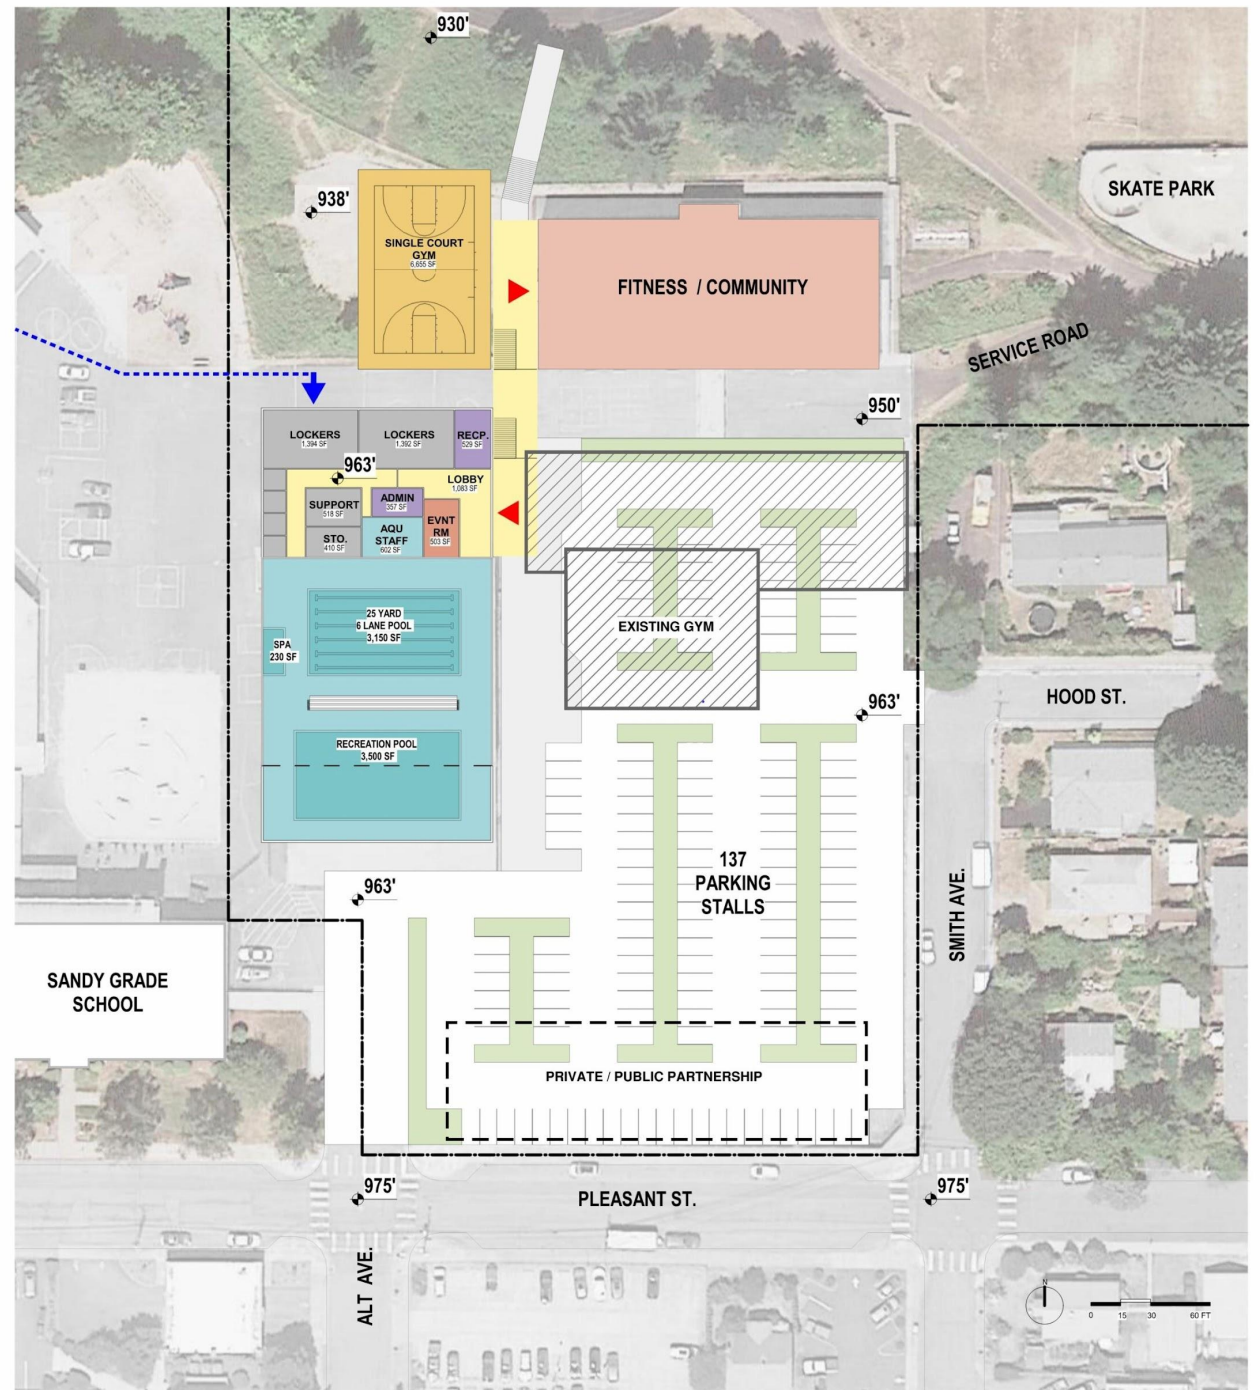 930'
SKATE PARK
938'
SINGLE COURT
GYM
6,655 SF
FITNESS / COMMUNITY
SERVICE ROAD
950'
LOCKERS
1,394 SF
LOCKERS
1,392 SF
RECP.
529 SF
963'
LOBBY
1,083 SF
SUPPORT
518 SF
ADMIN
357 SF
EVNT
RM
503 SF
STO.
410 SF
AQU
STAFF
602 SF
25 YARD
6 LANE POOL
3,150 SF
SPA
230 SF
EXISTING GYM
HOOD ST.
963'
RECREATION POOL
3,500 SF
137
PARKING
STALLS
963'
SMITH AVE.
SANDY GRADE
SCHOOL
PRIVATE / PUBLIC PARTNERSHIP
975'
PLEASANT ST.
975'
ALT AVE.
N
0 15 30 60 FT